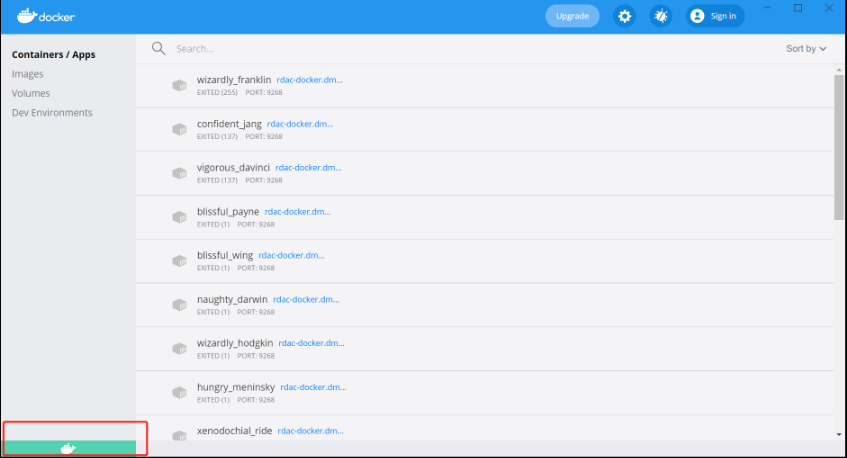 docker
Upgrade
Sign in
Containers / Apps
Images
Volumes
Dev Environments
Search...
Sort by
wizardly_franklin rdac-docker.dm...
EXITED (255) PORT: 9268
confident_jang rdac-docker.dm...
EXITED (137) PORT: 9268
vigorous_davinci rdac-docker.dm...
EXITED (137) PORT: 9268
blissful_payne rdac-docker.dm...
EXITED (1) PORT: 9268
blissful_wing rdac-docker.dm...
EXITED (1) PORT: 9268
naughty_darwin rdac-docker.dm...
EXITED (1) PORT: 9268
wizardly_hodgkin rdac-docker.dm...
EXITED (1) PORT: 9268
hungry_meninsky rdac-docker.dm...
EXITED (1) PORT: 9268
xenodochial_ride rdac-docker.dm...